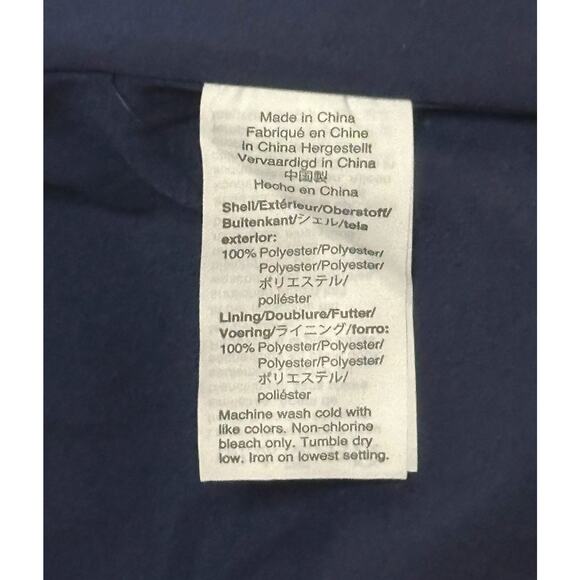 Made in China
Fabriqué en Chine
In China Hergestellt
Vervaardigd in China
中国製
Hecho en China
Shell/Extérieur/Oberstoff/
Buitenkant/シェル/tela
exterior:
100% Polyester/Polyester/
Polyester/Polyester/
ポリエステル/
poliéster
Lining/Doublure/Futter/
Voering/ライニング/forro:
100% Polyester/Polyester/
Polyester/Polyester/
ポリエステル/
poliéster
Machine wash cold with
like colors. Non-chlorine
bleach only. Tumble dry
low. Iron on lowest setting.